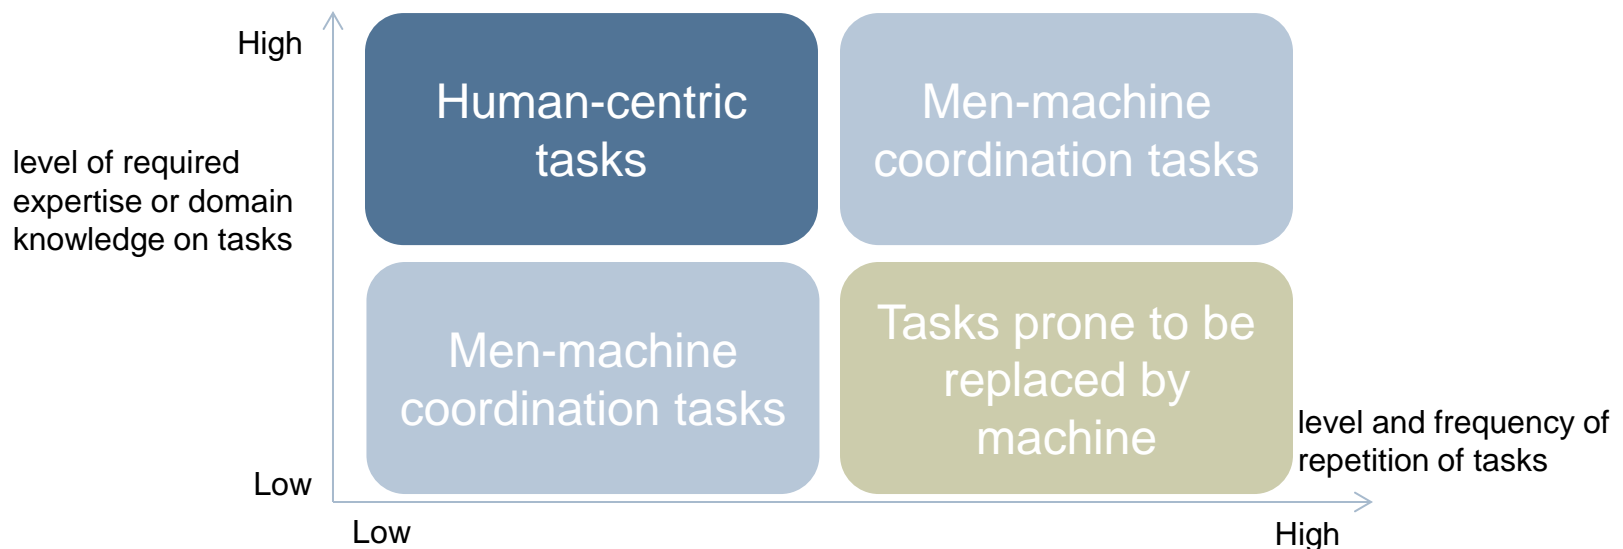 High
level of required
expertise or domain
knowledge on tasks
Human-centric
tasks
Men-machine
coordination tasks
Men-machine
coordination tasks
Tasks prone to be
replaced by
machine
level and frequency of
repetition of tasks
Low
Low
High